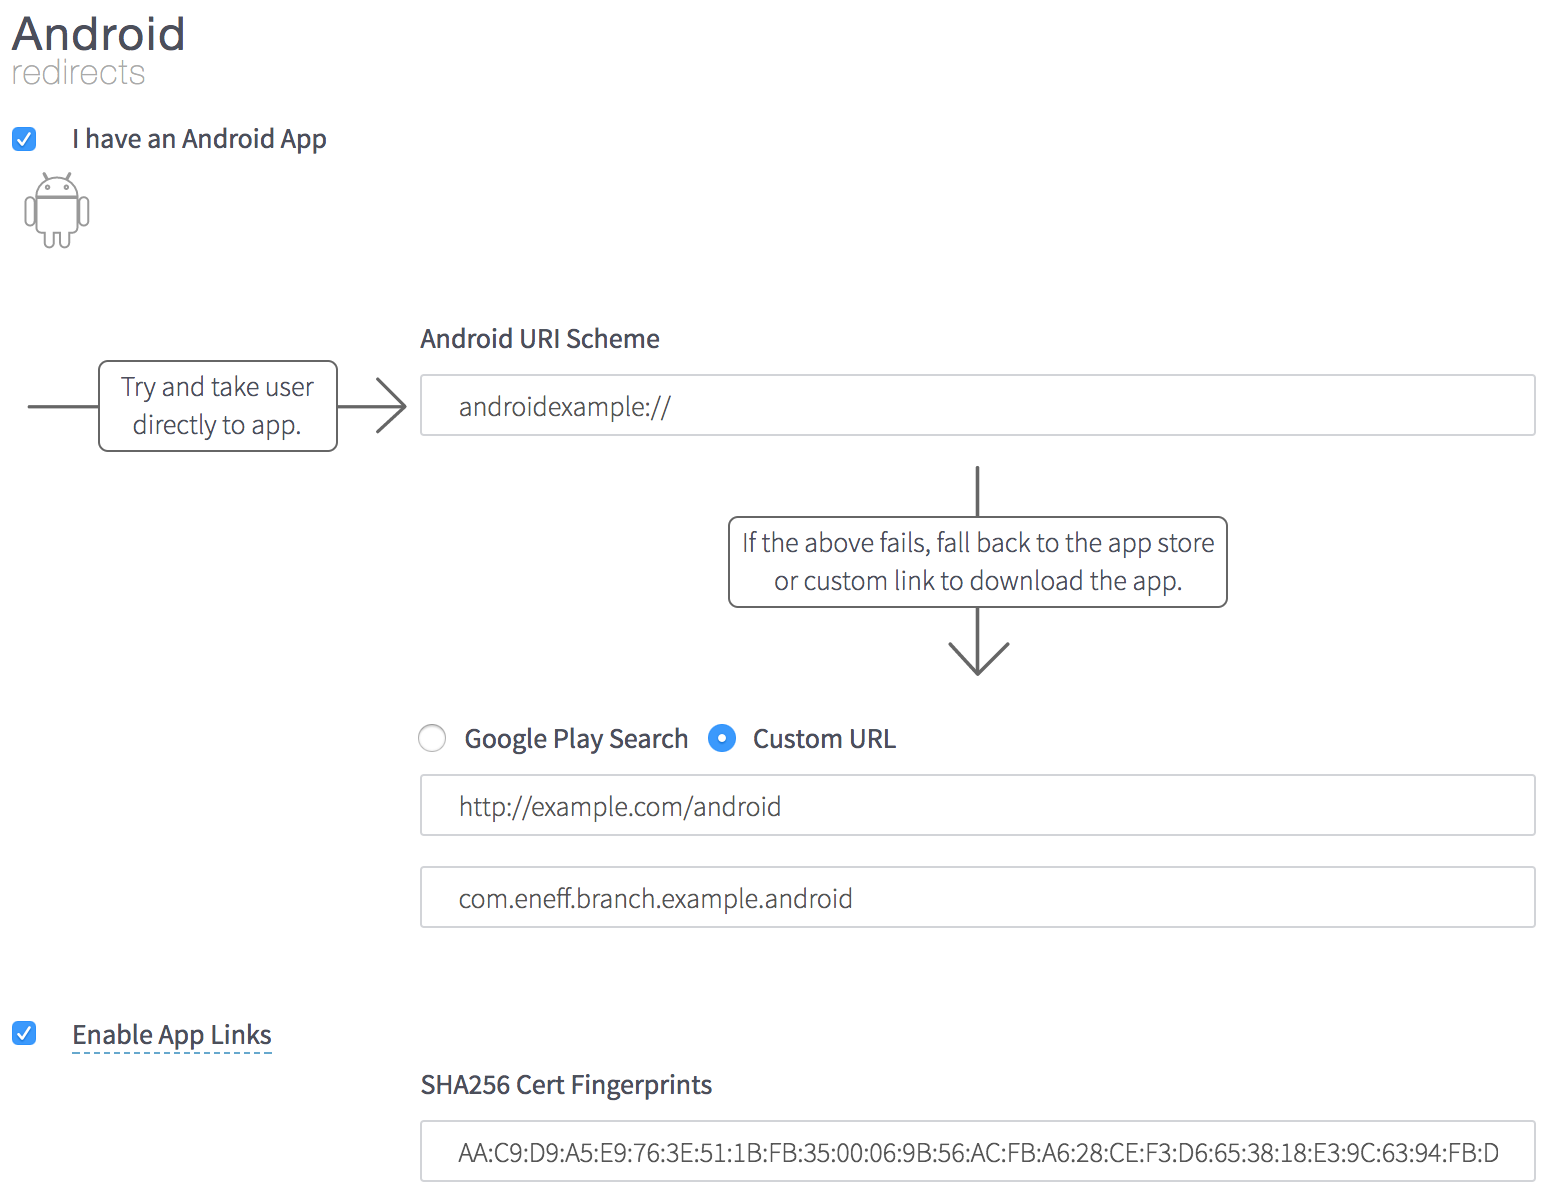 Android
redirects
I have an Android App
Android URI Scheme
Try and take user
directly to app.
androidexample://
If the above fails, fall back to the app store
or custom link to download the app.
Google Play Search Custom URL
http://example.com/android
com.eneff.branch.example.android
Enable App Links
SHA256 Cert Fingerprints
AA:C9:D9:A5:E9:76:3E:51:1B:FB:35:00:06:9B:56:AC:FB:A6:28:CE:F3:D6:65:38:18:E3:9C:63:94:FB:D